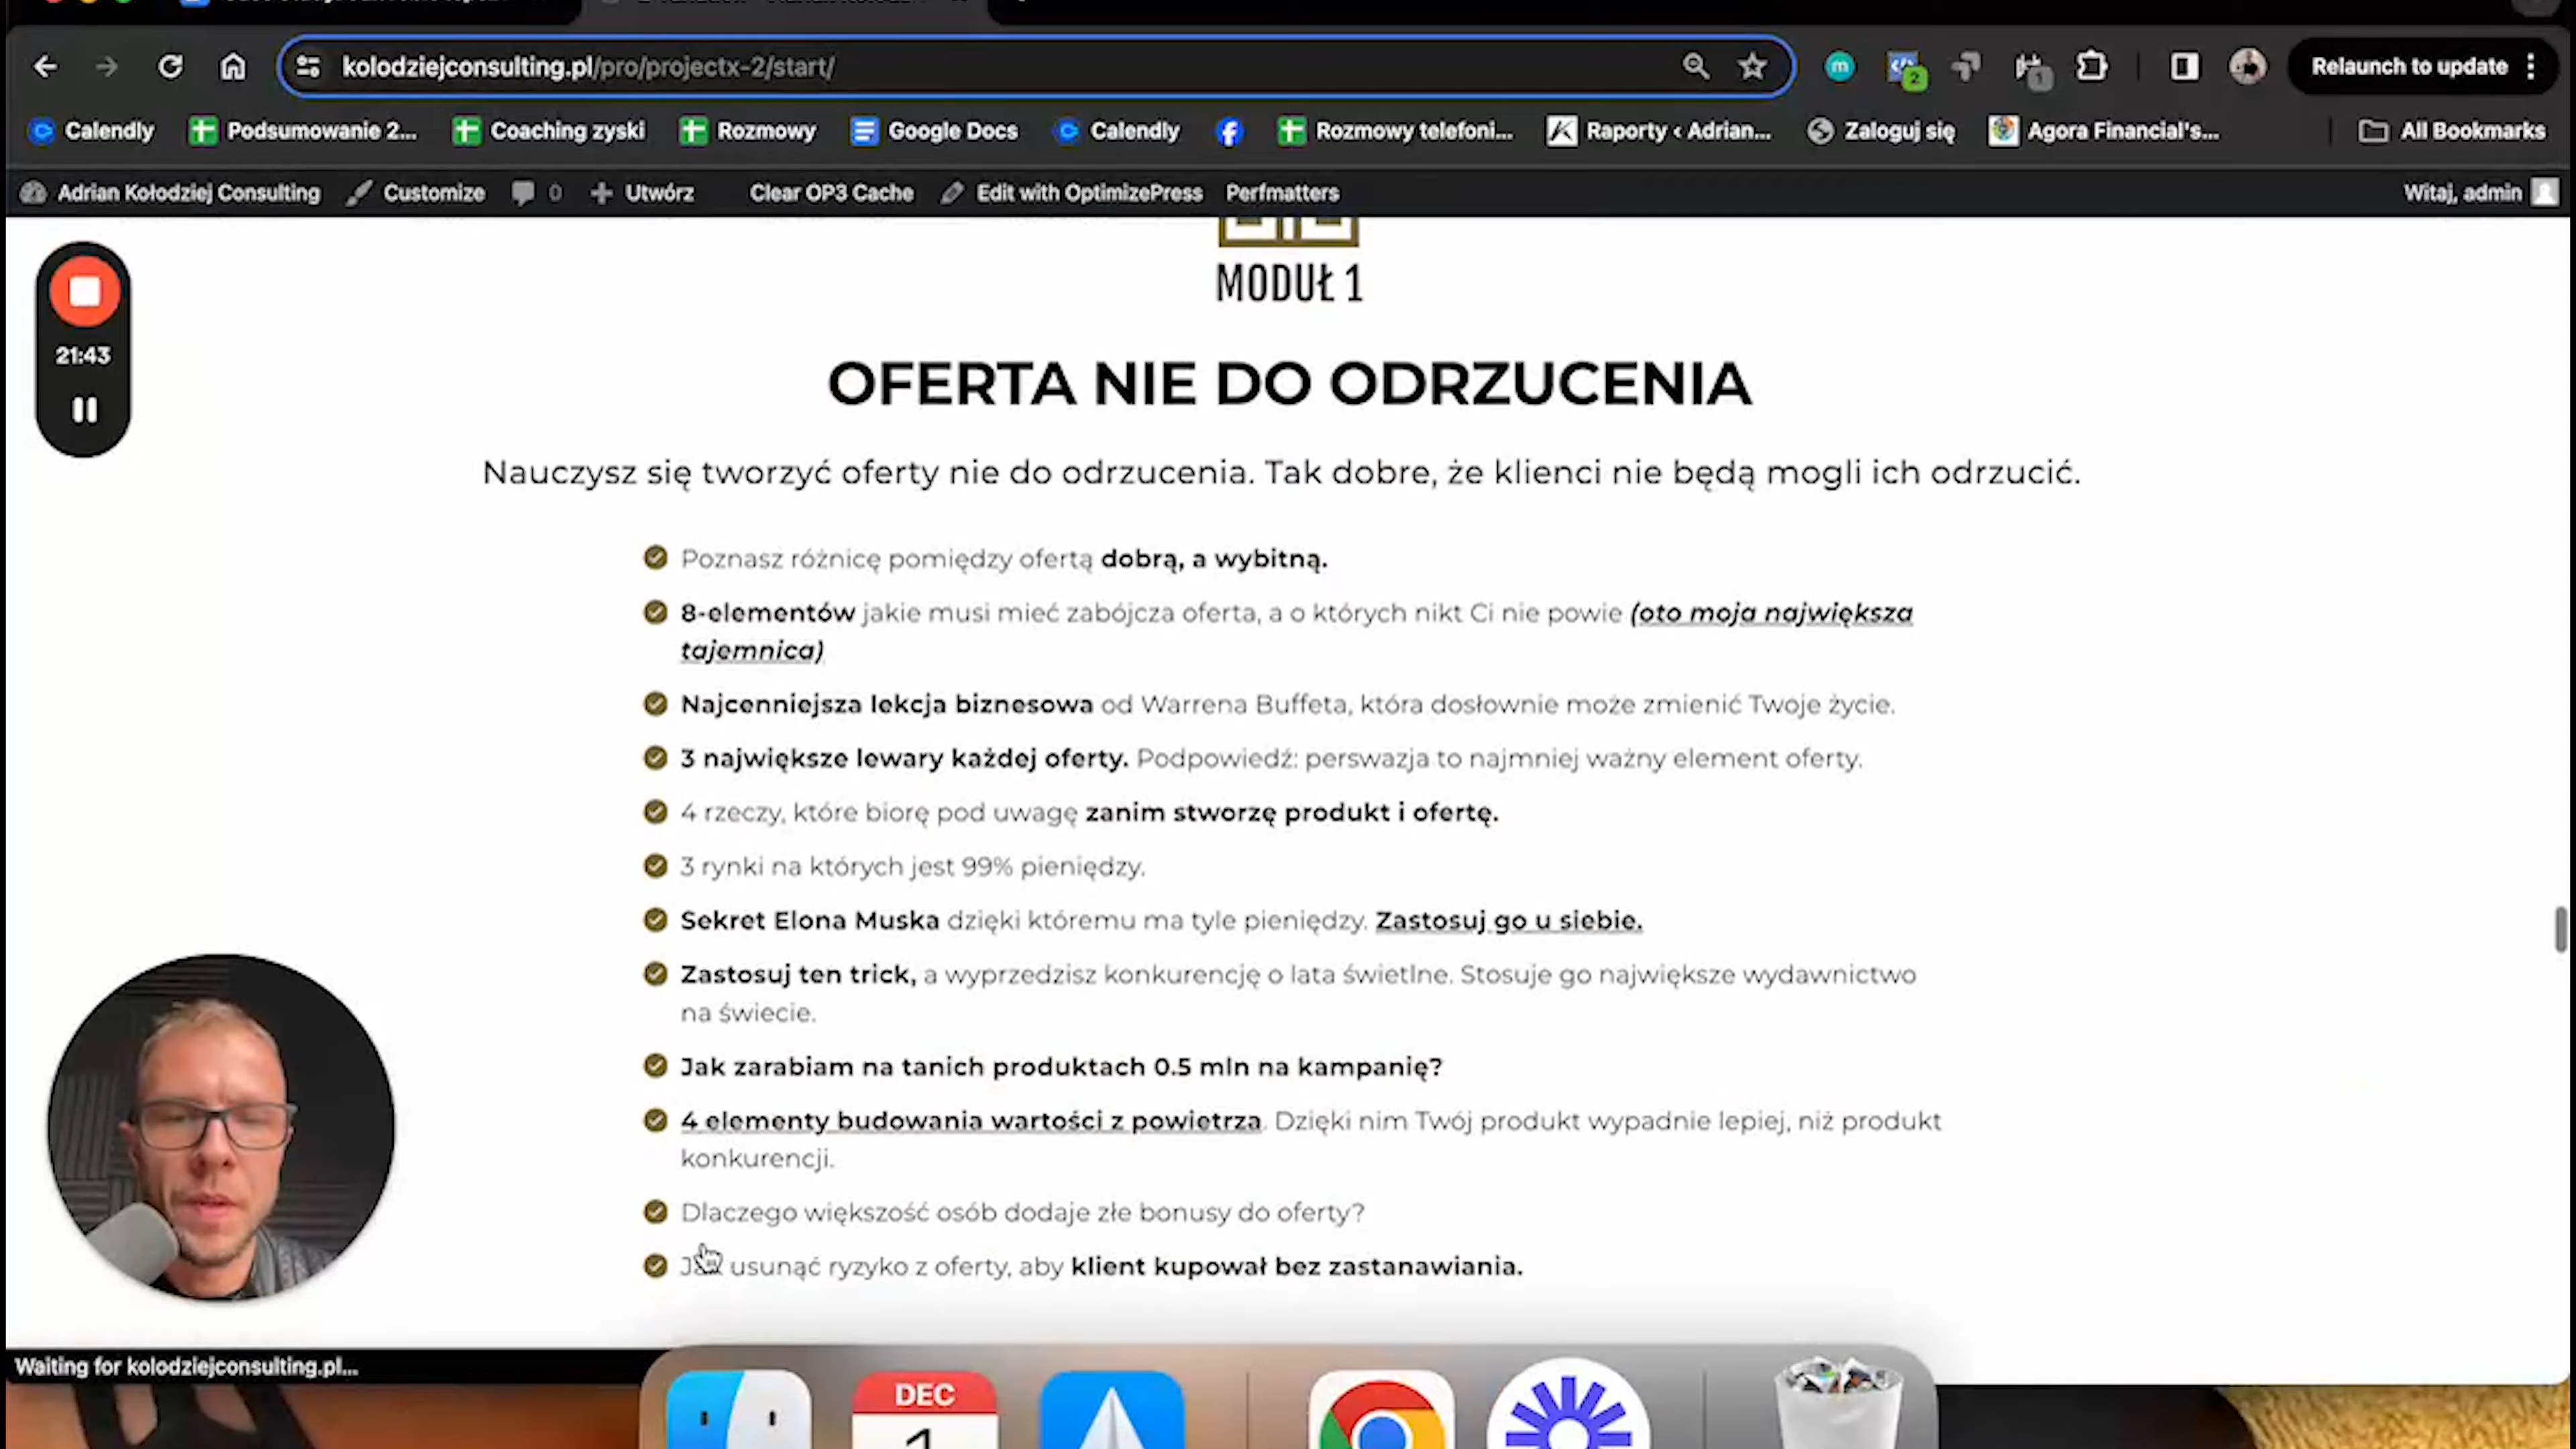 kolodziejconsulting.pl/pro/projectx-2/start/
2
1
Relaunch to update
Calendly
Podsumowanie 2...
Coaching zyski
Rozmowy
Google Docs
Calendly
Rozmowy telefoni...
Raporty ‹ Adrian...
Zaloguj się
Agora Financial's...
All Bookmarks
Adrian Kołodziej Consulting
Customize
0
Utwórz
Clear OP3 Cache
Edit with OptimizePress
Perfmatters
Witaj, admin
MODUŁ 1
21:43
OFERTA NIE DO ODRZUCENIA
Nauczysz się tworzyć oferty nie do odrzucenia. Tak dobre, że klienci nie będą mogli ich odrzucić.
Poznasz różnicę pomiędzy ofertą dobrą, a wybitną.
8-elementów jakie musi mieć zabójcza oferta, a o których nikt Ci nie powie (oto moja największa
tajemnica)
Najcenniejsza lekcja biznesowa od Warrena Buffeta, która dosłownie może zmienić Twoje życie.
3 największe lewary każdej oferty. Podpowiedź: perswazja to najmniej ważny element oferty.
4 rzeczy, które biorę pod uwagę zanim stworzę produkt i ofertę.
3 rynki na których jest 99% pieniędzy.
Sekret Elona Muska dzięki któremu ma tyle pieniędzy. Zastosuj go u siebie.
Zastosuj ten trick, a wyprzedzisz konkurencję o lata świetlne. Stosuje go największe wydawnictwo
na świecie.
Jak zarabiam na tanich produktach 0.5 mln na kampanię?
4 elementy budowania wartości z powietrza. Dzięki nim Twój produkt wypadnie lepiej, niż produkt
konkurencji.
Dlaczego większość osób dodaje złe bonusy do oferty?
usunąć ryzyko z oferty, aby klient kupował bez zastanawiania.
Waiting for kolodziejconsulting.pl...
DEC